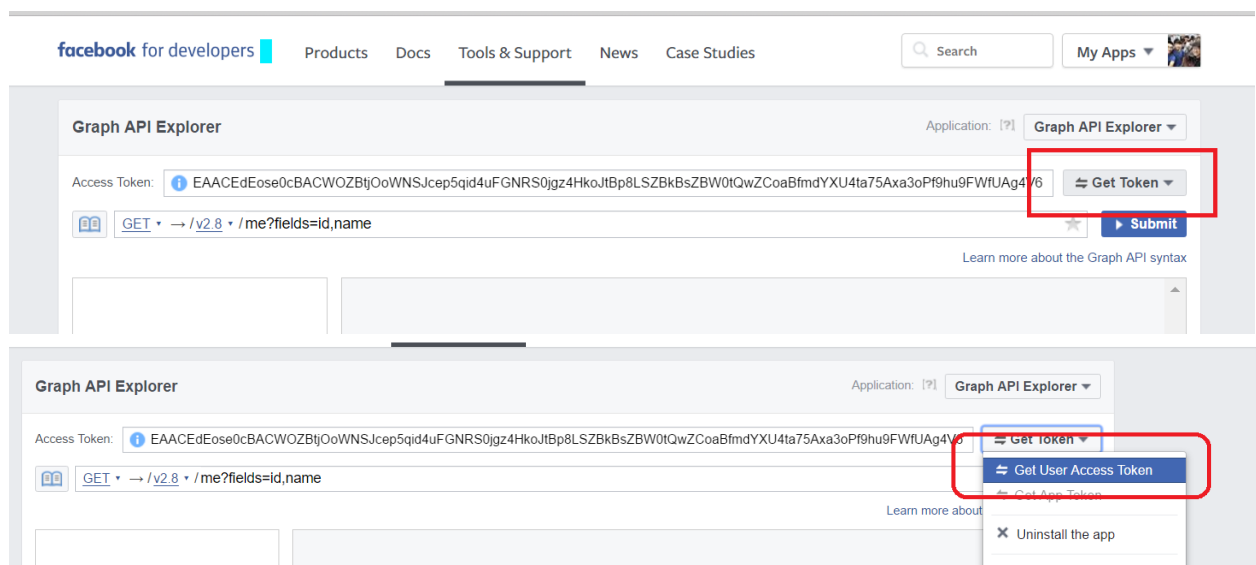 facebook for developers Products Docs Tools & Support News Case Studies Search My Apps
Graph API Explorer Application: [?] Graph API Explorer
Access Token: EAACEdEose0cBACWOZBtjOoWNSJcep5qid4uFGNRS0jgz4HkoJtBp8LSZBkBsZBW0tQwZCoaBfmdYXU4ta75Axa3oPf9hu9FWfUAg4V6 Get Token
GET → / v2.8 / me?fields=id,name Submit
Learn more about the Graph API syntax
Graph API Explorer Application: [?] Graph API Explorer
Access Token: EAACEdEose0cBACWOZBtjOoWNSJcep5qid4uFGNRS0jgz4HkoJtBp8LSZBkBsZBW0tQwZCoaBfmdYXU4ta75Axa3oPf9hu9FWfUAg4V6 Get Token
Get User Access Token
GET → / v2.8 / me?fields=id,name
Get App Token
Learn more about
Uninstall the app